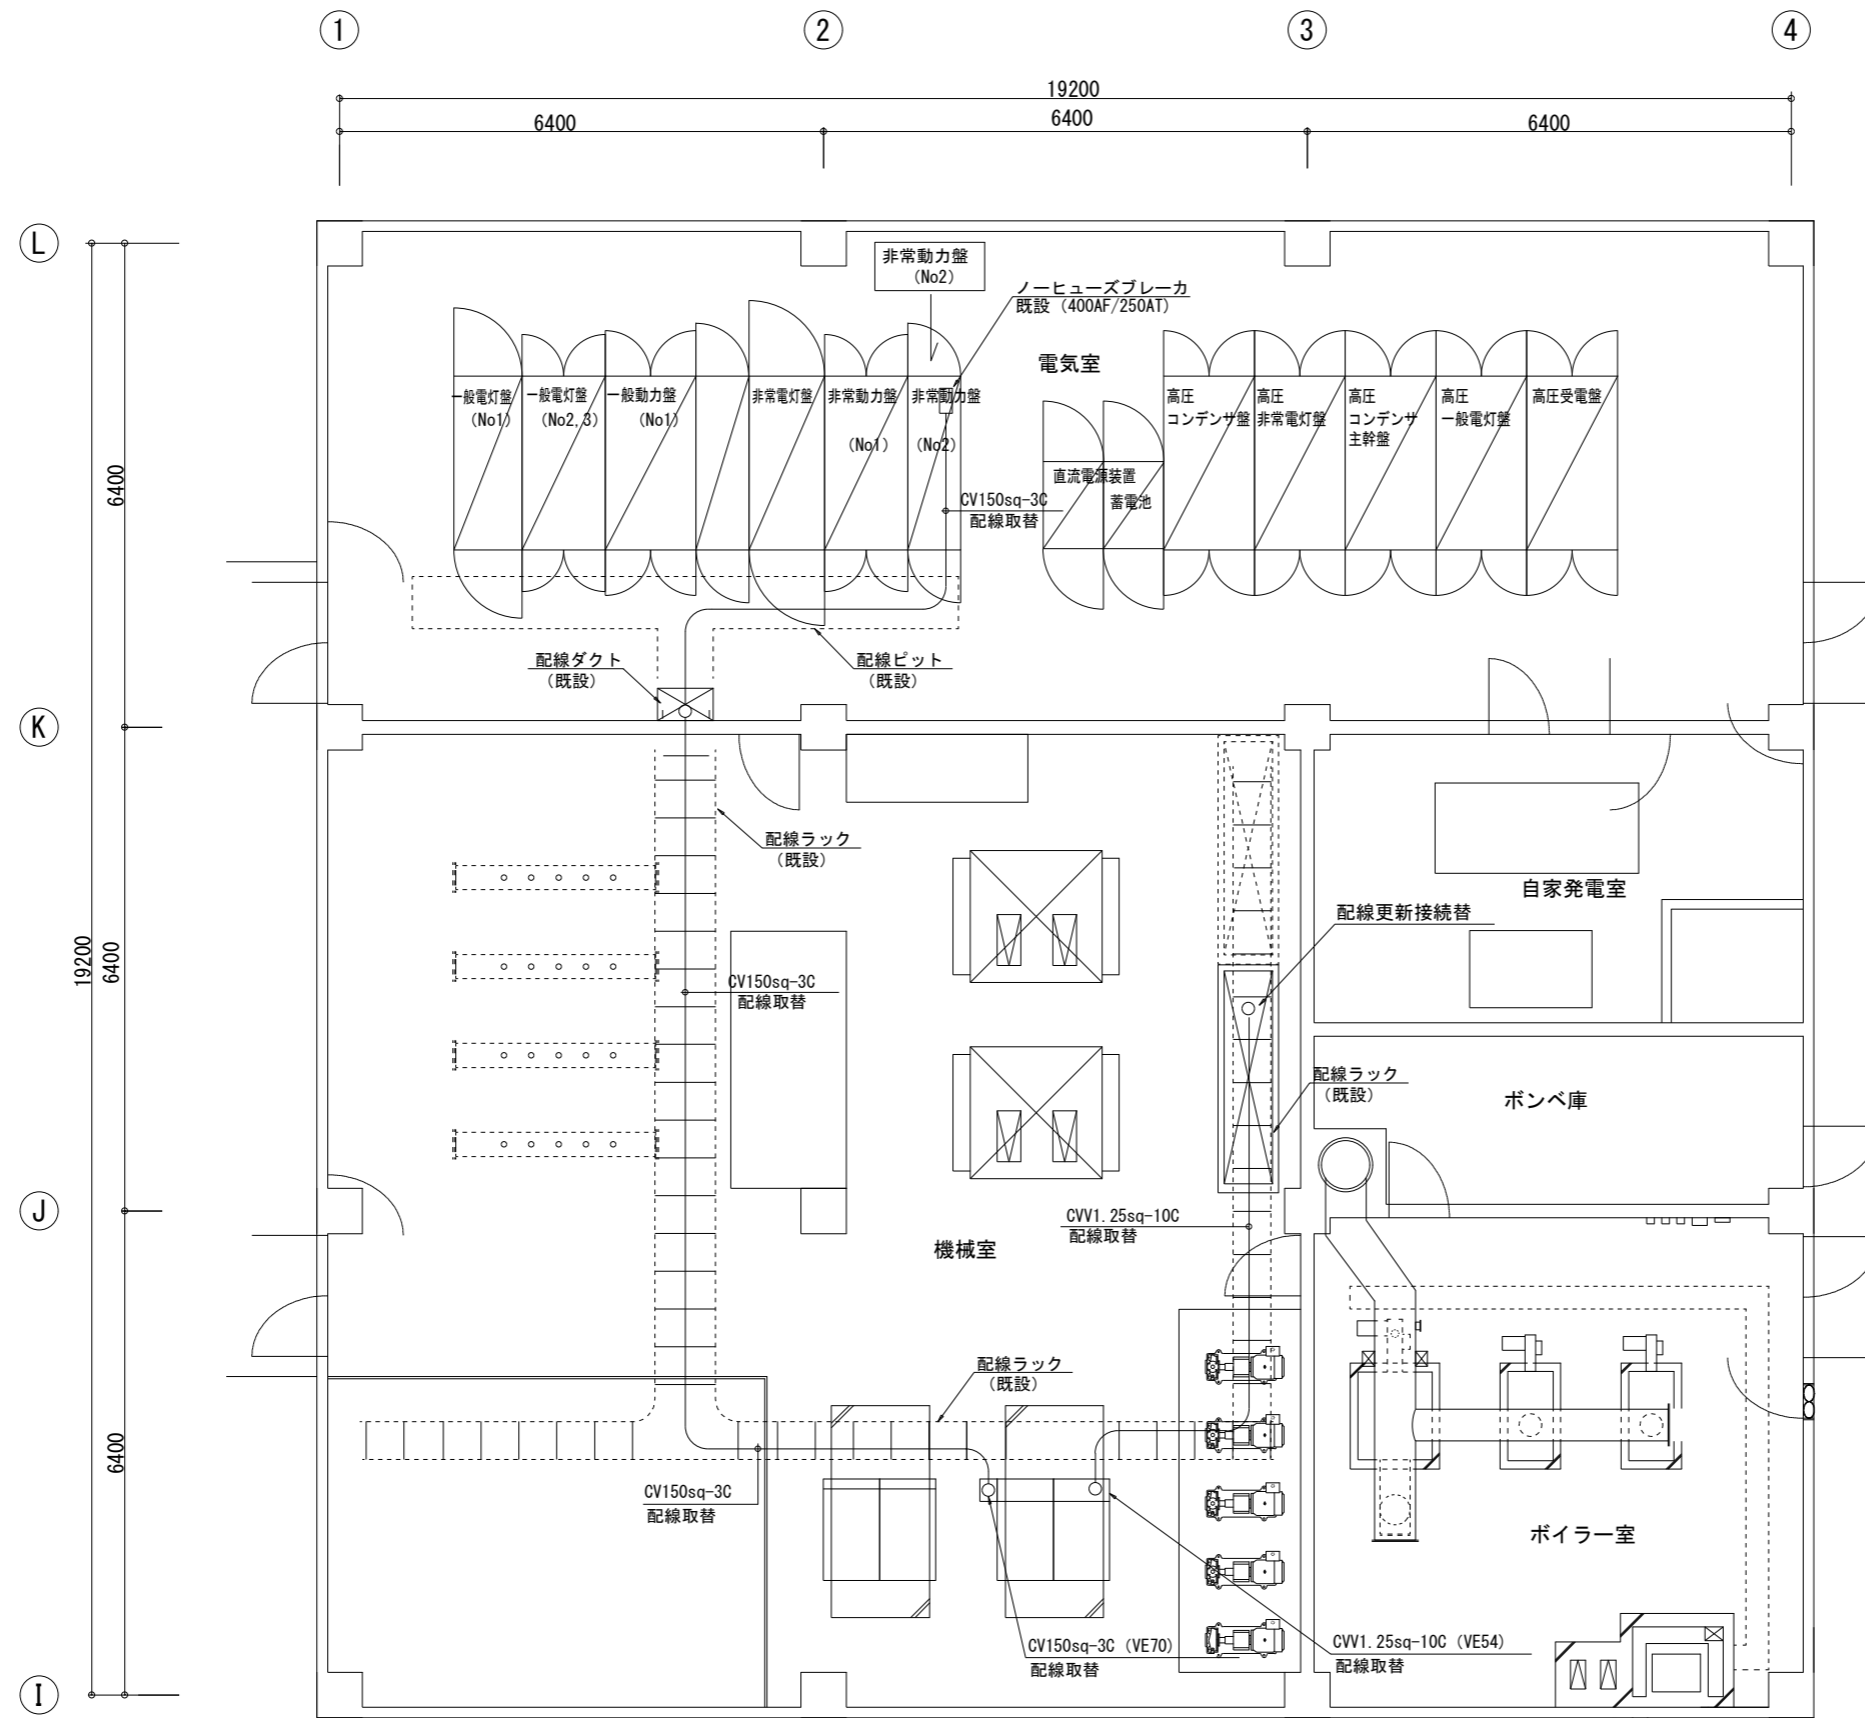 1
2
3
4
19200
6400
6400
6400
L
K
J
I
19200
6400
6400
6400
非常動力盤
(No2)
ノーヒューズブレーカ
既設 (400AF/250AT)
電気室
一般電灯盤
(No1)
一般電灯盤
(No2,3)
一般動力盤
(No1)
非常電灯盤
非常動力盤
(No1)
非常動力盤
(No2)
直流電源装置
蓄電池
高圧
コンデンサ盤
高圧
非常電灯盤
高圧
コンデンサ
主幹盤
高圧
一般電灯盤
高圧受電盤
CV150sq-3C
配線取替
配線ダクト
(既設)
配線ピット
(既設)
配線ラック
(既設)
自家発電室
配線更新接続替
CV150sq-3C
配線取替
配線ラック
(既設)
ボンベ庫
CVV1.25sq-10C
配線取替
機械室
配線ラック
(既設)
CV150sq-3C
配線取替
ボイラー室
CV150sq-3C (VE70)
配線取替
CVV1.25sq-10C (VE54)
配線取替